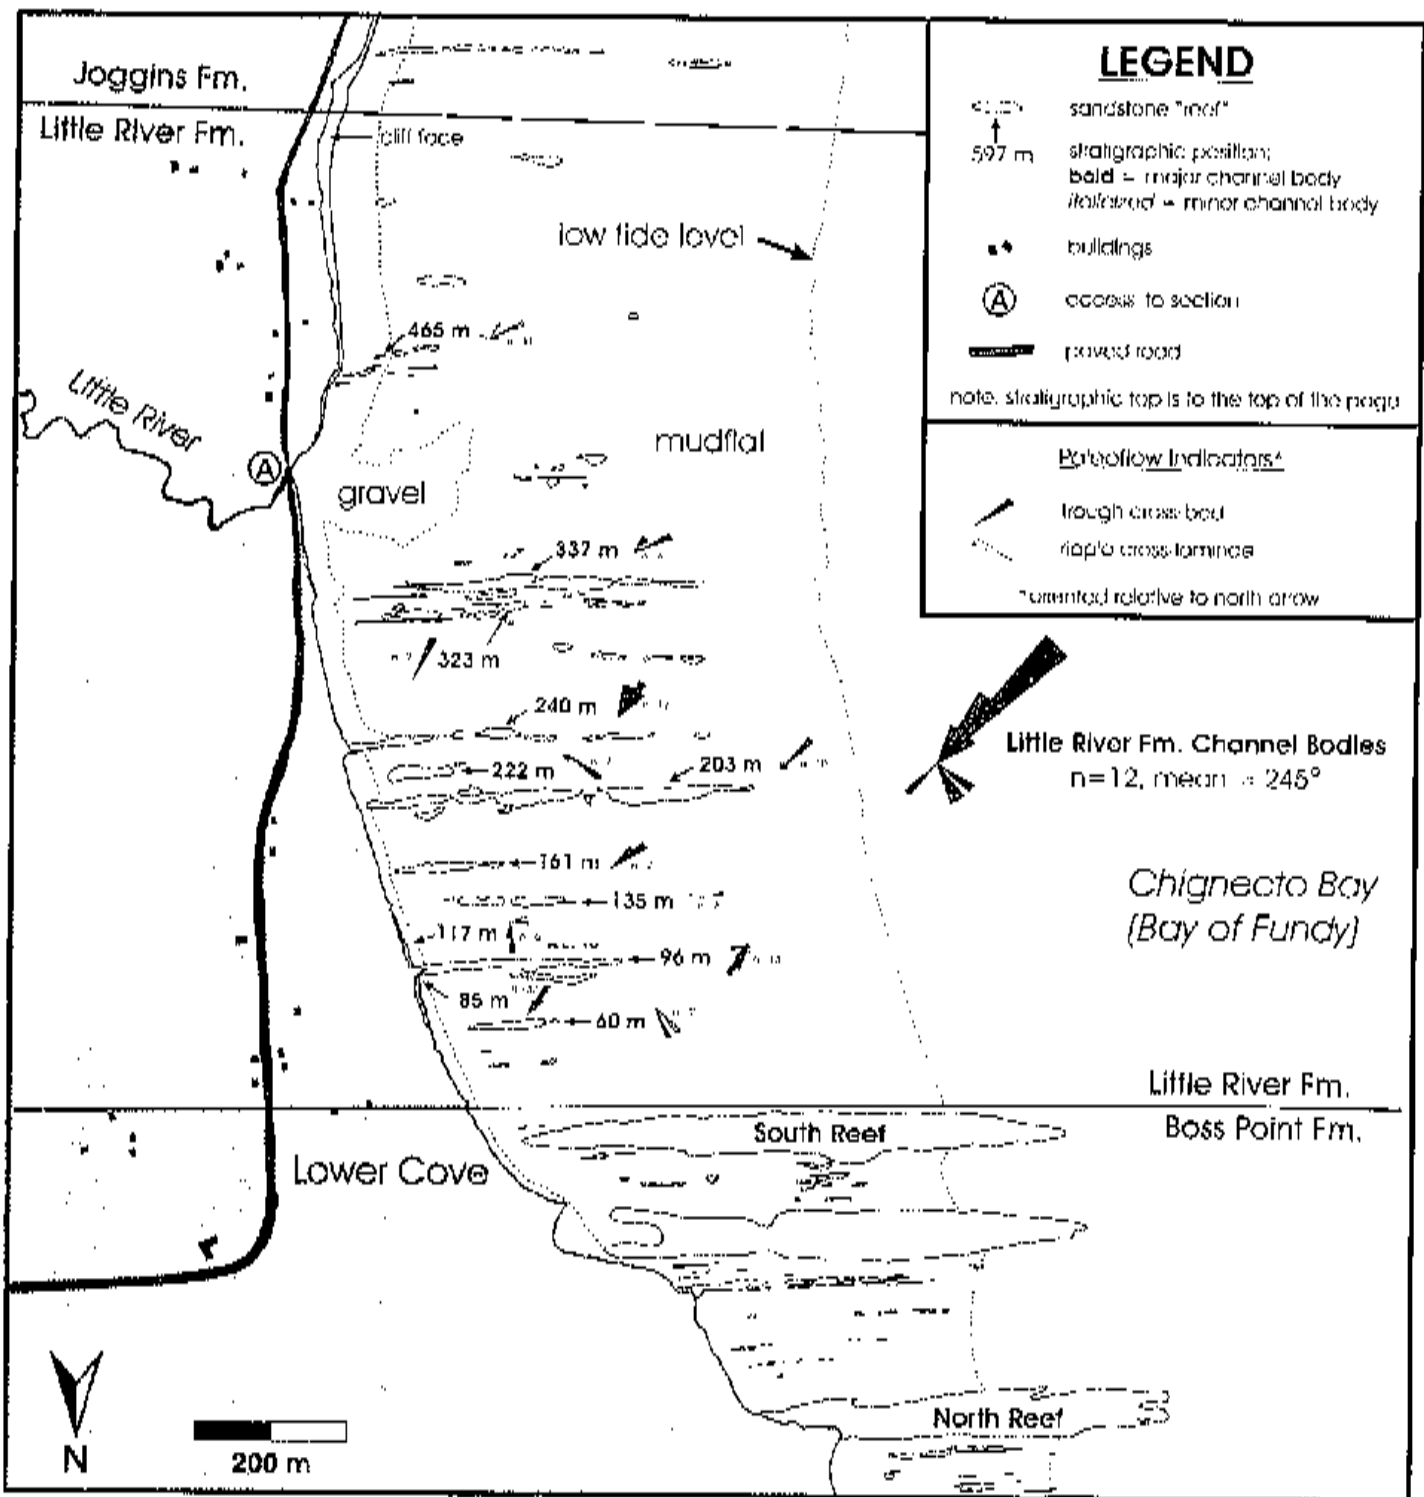 Joggins Fm.
Little River Fm.
cliff face
low tide level
465 m
Little River
A
gravel
mudflat
337 m
323 m
240 m
222 m
203 m
161 m
135 m
117 m
96 m
85 m
60 m
LEGEND
sandstone "reef"
597 m
stratigraphic position;
bold = major channel body
italicized = minor channel body
buildings
A
access to section
paved road
note. stratigraphic top is to the top of the page
Paleoflow Indicators*
trough cross-bed
ripple cross-laminae
*oriented relative to north arrow
Little River Fm. Channel Bodies
n=12, mean = 245°
Chignecto Bay
(Bay of Fundy)
Little River Fm.
Boss Point Fm.
South Reef
Lower Cove
North Reef
N
200 m